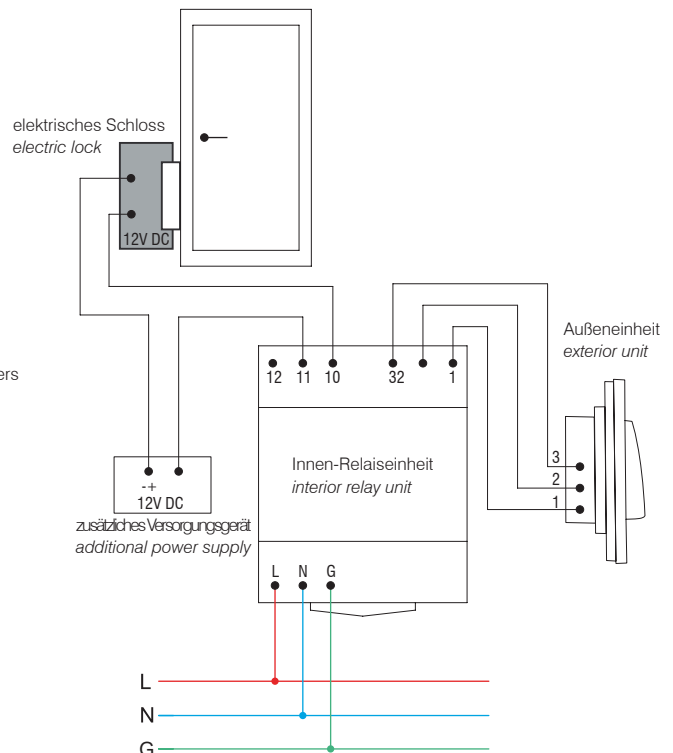 elektrisches Schloss
electric lock
12V DC
Außeneinheit
exterior unit
ers
12 11 10 32 1
3
2
1
Innen-Relaiseinheit
interior relay unit
-+
12V DC
zusätzliches Versorgungsgerät
additional power supply
L N G
L
N
G